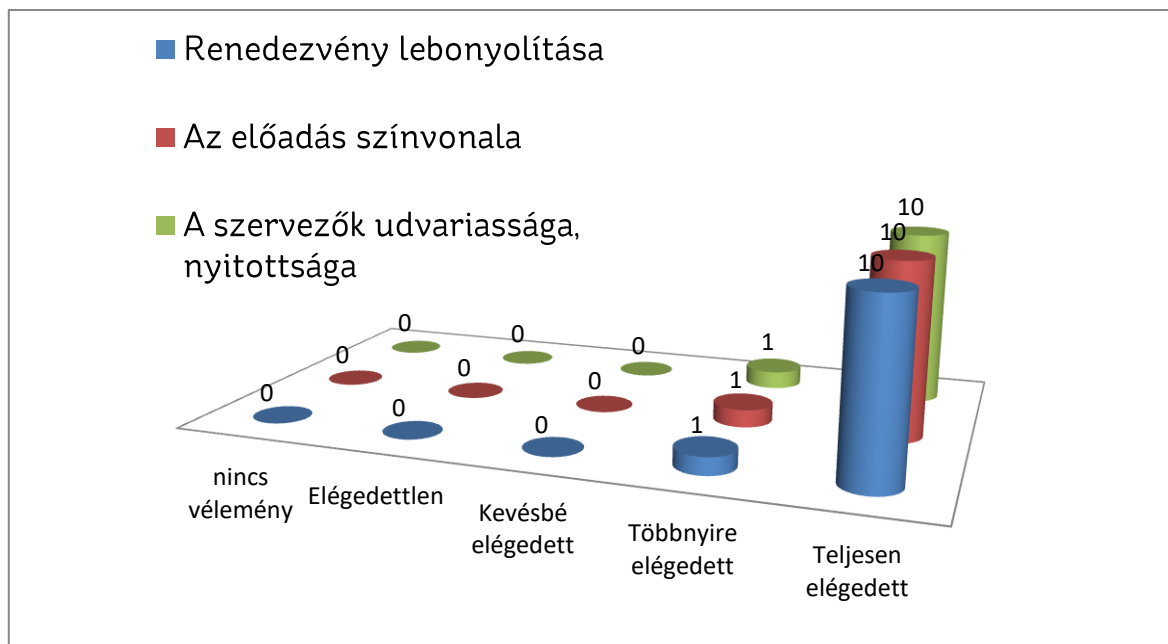 Renedezvény lebonyolítása
Az előadás színvonala
A szervezők udvariassága,
nyitottsága
10
10
10
0
0
0
1
0
0
0
1
0
0
0
1
nincs
vélemény
Elégedettlen
Kevésbé
elégedett
Többnyire
elégedett
Teljesen
elégedett